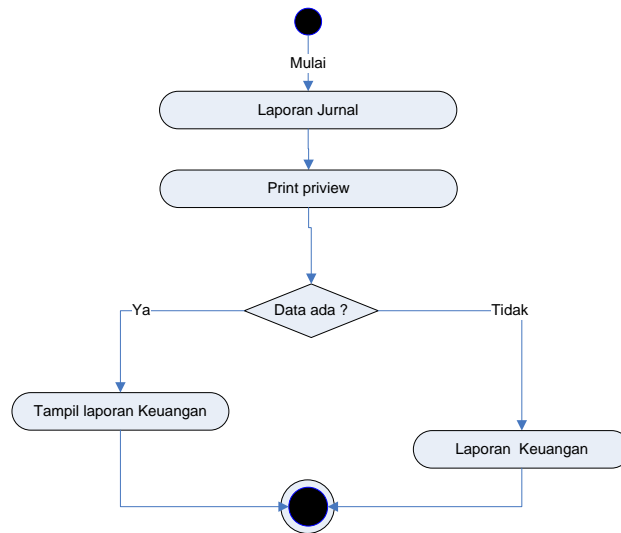 Mulai
Laporan Jurnal
Print priview
Data ada ?
Ya
Tidak
Tampil laporan Keuangan
Laporan Keuangan